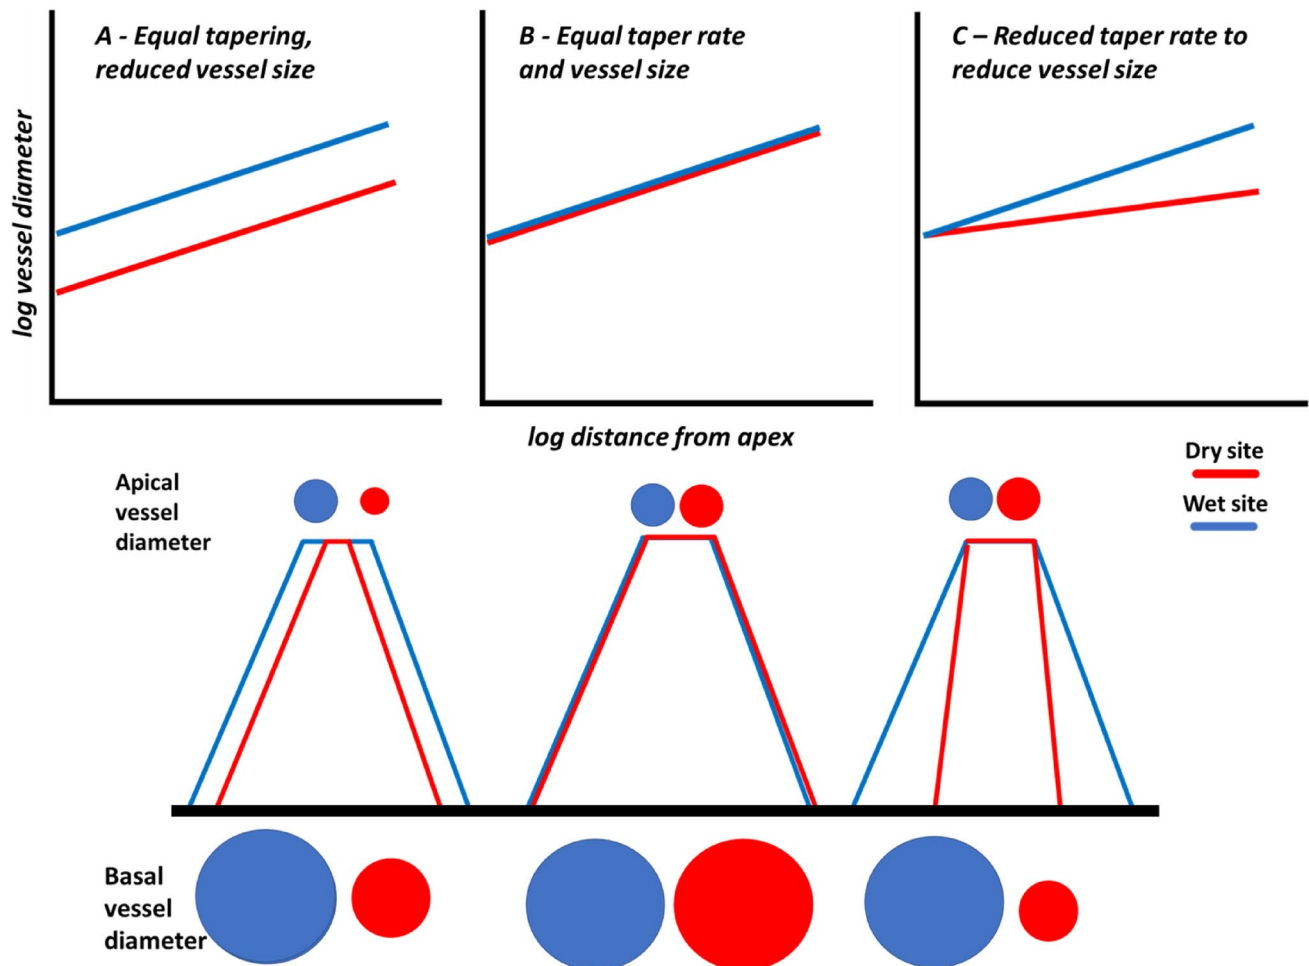 A - Equal tapering,
reduced vessel size
B - Equal taper rate
and vessel size
C – Reduced taper rate to
reduce vessel size
log vessel diameter
log distance from apex
Dry site
Wet site
Apical
vessel
diameter
Basal
vessel
diameter